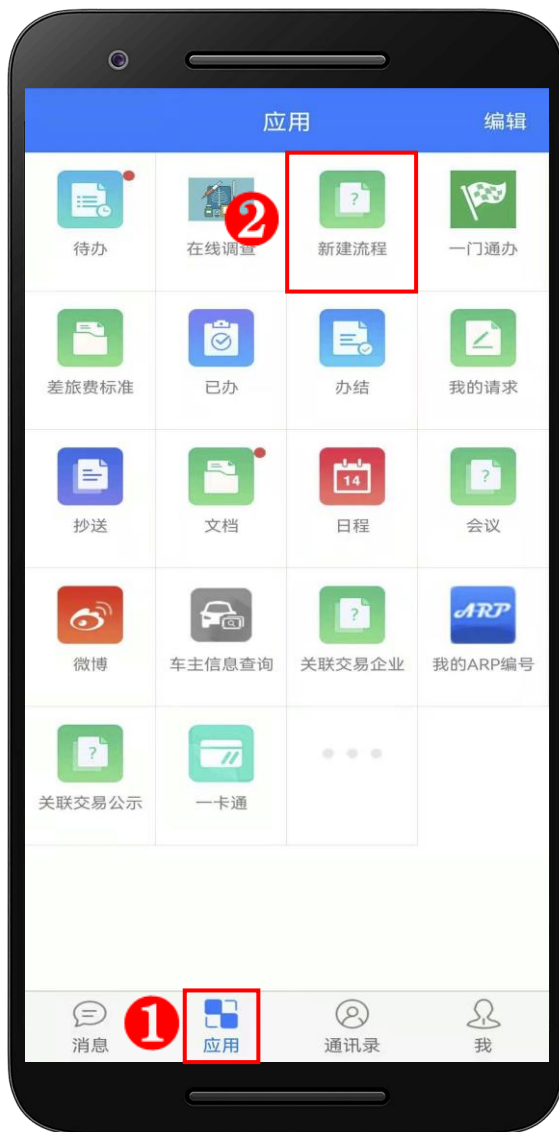 应用 编辑
待办 在线调查 新建流程 一门通办
2
差旅费标准 已办 办结 我的请求
14
抄送 文档 日程 会议
ARP
微博 车主信息查询 关联交易企业 我的ARP编号
关联交易公示 一卡通
1
消息 应用 通讯录 我